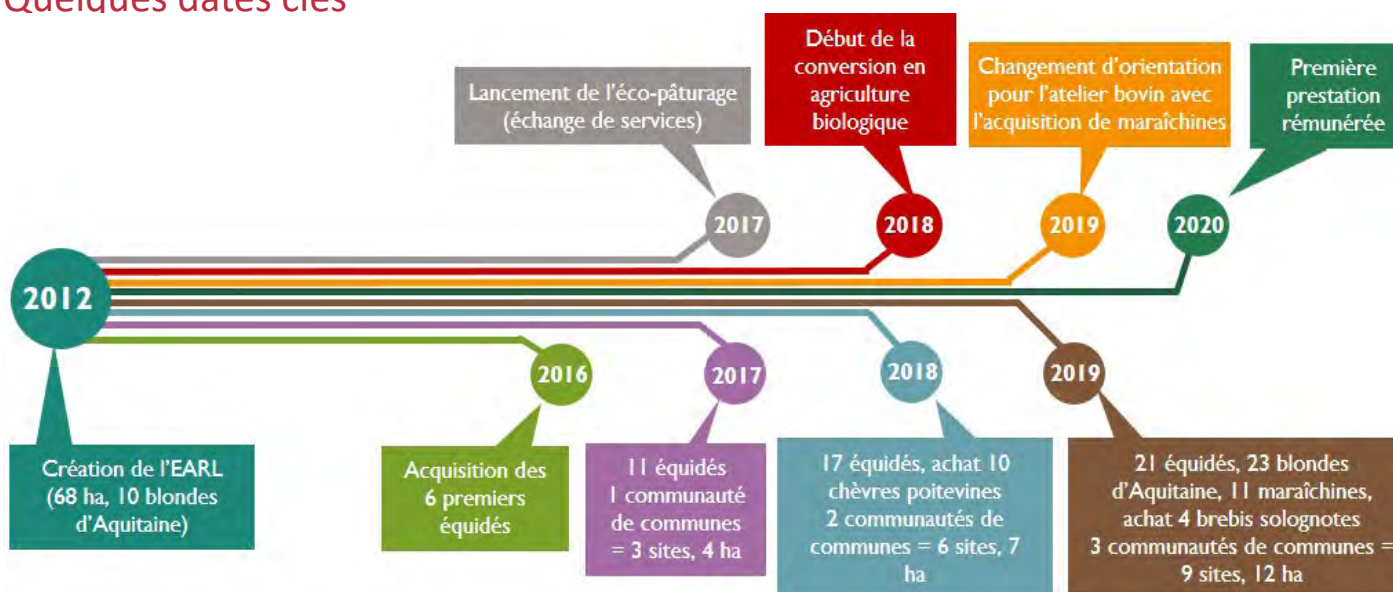 Quelques dates clés
Lancement de l'éco-pâturage
(échange de services)
Début de la
conversion en
agriculture
biologique
Changement d'orientation
pour l'atelier bovin avec
l'acquisition de maraîchines
Première
prestation
rémunérée
2017
2018
2019
2020
2012
2016
2017
2018
2019
Création de l'EARL
(68 ha, 10 blondes
d'Aquitaine)
Acquisition des
6 premiers
équidés
11 équidés
1 communauté
de communes
= 3 sites, 4 ha
17 équidés, achat 10
chèvres poitevines
2 communautés de
communes = 6 sites, 7
ha
21 équidés, 23 blondes
d'Aquitaine, 11 maraîchines,
achat 4 brebis solognotes
3 communautés de communes =
9 sites, 12 ha